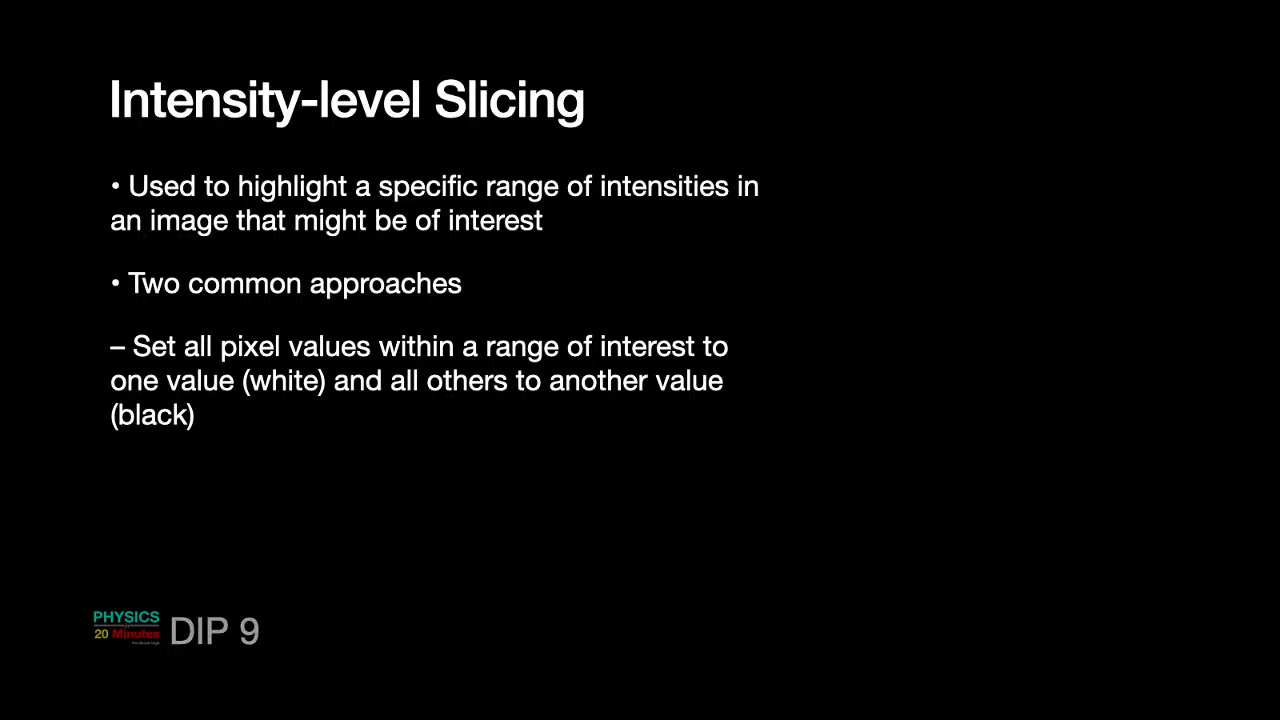 Intensity-level Slicing
• Used to highlight a specific range of intensities in
an image that might be of interest
• Two common approaches
– Set all pixel values within a range of interest to
one value (white) and all others to another value
(black)
PHYSICS
20 Minutes
DIP 9